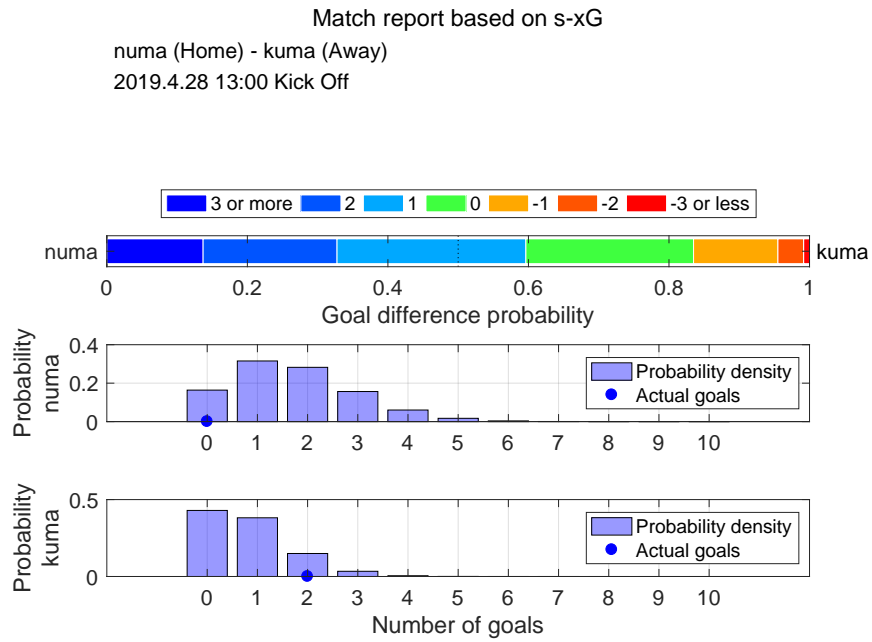 Match report based on s-xG
numa (Home) - kuma (Away)
2019.4.28 13:00 Kick Off
3 or more 2 1 0 -1 -2 -3 or less
numa kuma
0 0.2 0.4 0.6 0.8 1
Goal difference probability
Probability
numa
0.4
0.2
0
Probability density
Actual goals
0 1 2 3 4 5 6 7 8 9 10
Probability
kuma
0.5
0
Probability density
Actual goals
0 1 2 3 4 5 6 7 8 9 10
Number of goals